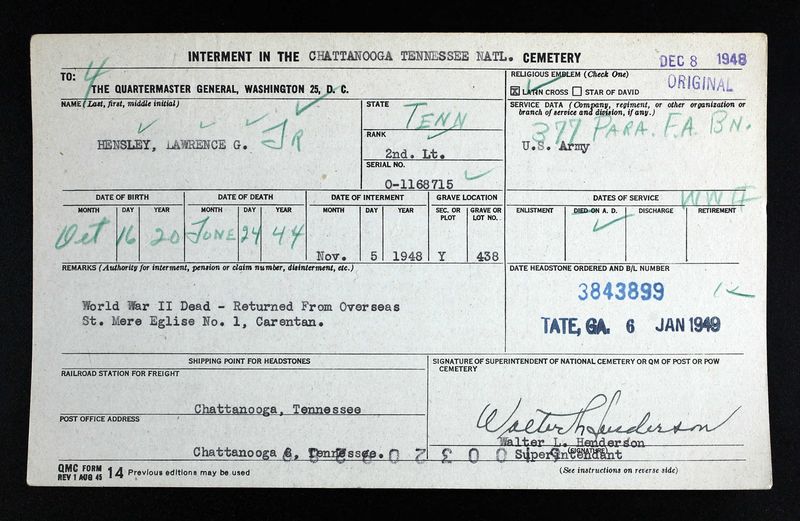 INTERMENT IN THE CHATTANOOGA TENNESSEE NATL. CEMETERY
DEC 8 1948
ORIGINAL
TO: 4
THE QUARTERMASTER GENERAL, WASHINGTON 25, D. C.
RELIGIOUS EMBLEM (Check One)
X LATIN CROSS STAR OF DAVID
NAME (Last, first, middle initial)
HENSLEY, LAWRENCE G. JR
STATE
TENN
RANK
2nd. Lt.
SERIAL NO.
O-1168715
SERVICE DATA (Company, regiment, or other organization or
branch of service and division, if any.)
377 PARA. F.A. BN.
U.S. Army
DATE OF BIRTH
MONTH DAY YEAR
Oct 16 20
DATE OF DEATH
MONTH DAY YEAR
JUNE 24 44
DATE OF INTERMENT
MONTH DAY YEAR
Nov. 5 1948
GRAVE LOCATION
SEC. OR PLOT
GRAVE OR LOT NO.
Y 438
DATES OF SERVICE
WW II
ENLISTMENT DIED ON A. D. DISCHARGE RETIREMENT
REMARKS (Authority for interment, pension or claim number, disinterment, etc.)
World War II Dead - Returned From Overseas
St. Mere Eglise No. 1, Carentan.
DATE HEADSTONE ORDERED AND B/L NUMBER
3843899
TATE, GA. 6 JAN 1949
SHIPPING POINT FOR HEADSTONES
RAILROAD STATION FOR FREIGHT
Chattanooga, Tennessee
POST OFFICE ADDRESS
Chattanooga 6, Tennessee.
SIGNATURE OF SUPERINTENDENT OF NATIONAL CEMETERY OR QM OF POST OR POW
CEMETERY
Walter L Henderson
Walter L. Henderson
(SIGNATURE)
Superintendant
QMC FORM
REV 1 AUG 45 14 Previous editions may be used
(See instructions on reverse side)